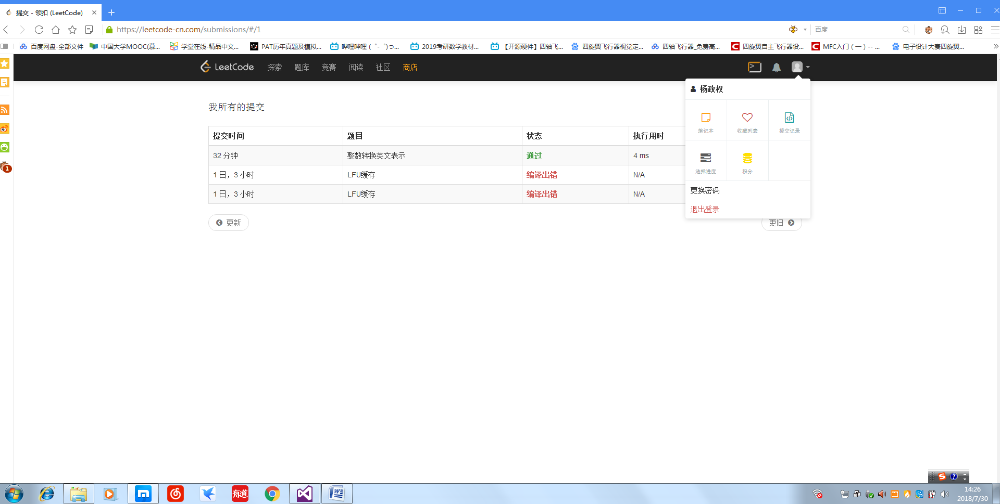 提交 - 领扣 (LeetCode)
https://leetcode-cn.com/submissions/#/1
百度
百度网盘-全部文件
中国大学MOOC(慕...
学堂在线-精品中文...
PAT历年真题及模拟...
哔哩哔哩 ( ゜- ゜)つ...
2019考研数学教材...
【开源硬件】四轴飞...
四旋翼飞行器视觉定...
四轴飞行器_免费高...
四旋翼自主飞行器设...
MFC入门（一）-- ...
电子设计大赛四旋翼...
LeetCode 探索 题库 竞赛 阅读 社区 商店
杨政权
笔记本 收藏列表 提交记录
选择进度 积分
更换密码
退出登录
我所有的提交
提交时间 题目 状态 执行用时
32 分钟 整数转换英文表示 通过 4 ms
1 日，3 小时 LFU缓存 编译出错 N/A
1 日，3 小时 LFU缓存 编译出错 N/A
更新 更旧
1
有道
14:26
2018/7/30